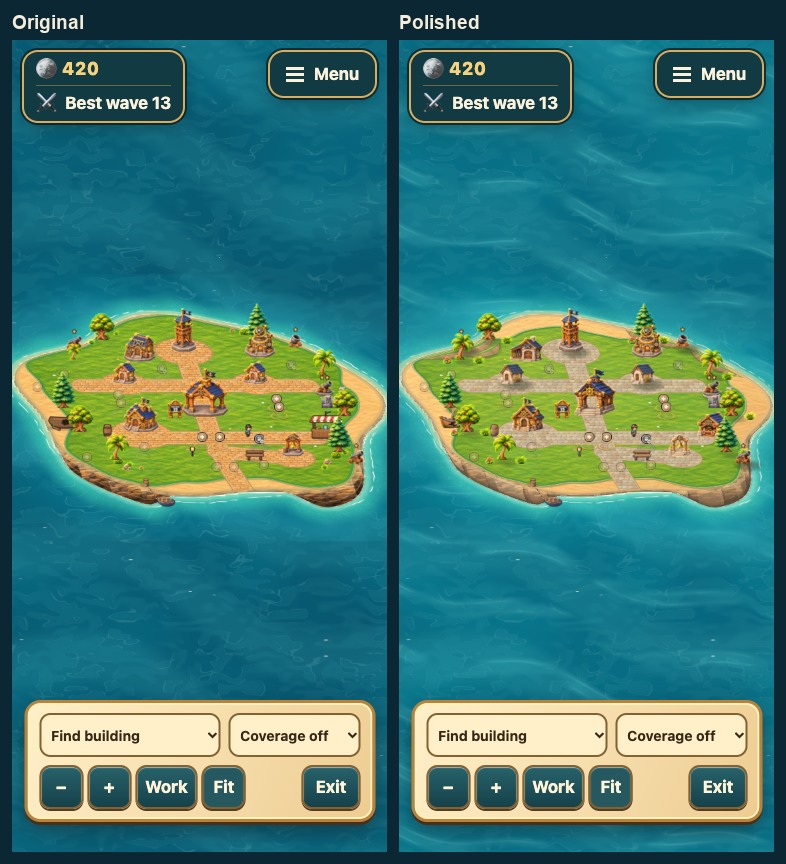 Original
420
Menu
Best wave 13
Find building
Coverage off
−
+
Work
Fit
Exit
Polished
420
Menu
Best wave 13
Find building
Coverage off
−
+
Work
Fit
Exit